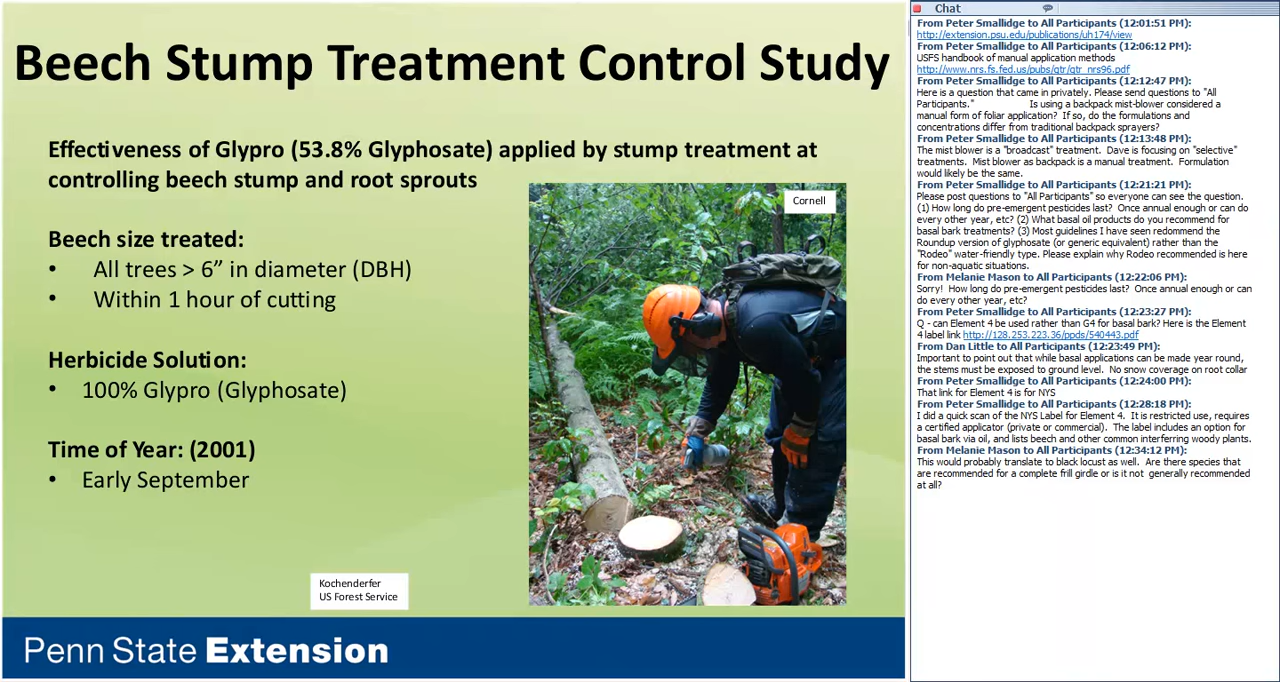 Beech Stump Treatment Control Study
Effectiveness of Glypro (53.8% Glyphosate) applied by stump treatment at
controlling beech stump and root sprouts
Cornell
Beech size treated:
• All trees > 6” in diameter (DBH)
• Within 1 hour of cutting
Herbicide Solution:
• 100% Glypro (Glyphosate)
Time of Year: (2001)
• Early September
Kochenderfer
US Forest Service
Penn State Extension
Chat
From Peter Smallidge to All Participants (12:01:51 PM):
http://extension.psu.edu/publications/uh174/view
From Peter Smallidge to All Participants (12:06:12 PM):
USFS handbook of manual application methods
http://www.nrs.fs.fed.us/pubs/gtr/gtr_nrs96.pdf
From Peter Smallidge to All Participants (12:12:47 PM):
Here is a question that came in privately. Please send questions to "All
Participants." Is using a backpack mist-blower considered a
manual form of foliar application? If so, do the formulations and
concentrations differ from traditional backpack sprayers?
From Peter Smallidge to All Participants (12:13:48 PM):
The mist blower is a "broadcast" treatment. Dave is focusing on "selective"
treatments. Mist blower as backpack is a manual treatment. Formulation
would likely be the same.
From Peter Smallidge to All Participants (12:21:21 PM):
Please post questions to "All Participants" so everyone can see the question.
(1) How long do pre-emergent pesticides last? Once annual enough or can do
every other year, etc? (2) What basal oil products do you recommend for
basal bark treatments? (3) Most guidelines I have seen redommend the
Roundup version of glyphosate (or generic equivalent) rather than the
"Rodeo" water-friendly type. Please explain why Rodeo recommended is here
for non-aquatic situations.
From Melanie Mason to All Participants (12:22:06 PM):
Sorry! How long do pre-emergent pesticides last? Once annual enough or can
do every other year, etc?
From Peter Smallidge to All Participants (12:23:27 PM):
Q - can Element 4 be used rather than G4 for basal bark? Here is the Element
4 label link http://128.253.223.36/ppds/540443.pdf
From Dan Little to All Participants (12:23:49 PM):
Important to point out that while basal applications can be made year round,
the stems must be exposed to ground level. No snow coverage on root collar
From Peter Smallidge to All Participants (12:24:00 PM):
That link for Element 4 is for NYS
From Peter Smallidge to All Participants (12:28:18 PM):
I did a quick scan of the NYS Label for Element 4. It is restricted use, requires
a certified applicator (private or commercial). The label includes an option for
basal bark via oil, and lists beech and other common interfering woody plants.
From Melanie Mason to All Participants (12:34:12 PM):
This would probably translate to black locust as well. Are there species that
are recommended for a complete frill girdle or is it not generally recommended
at all?